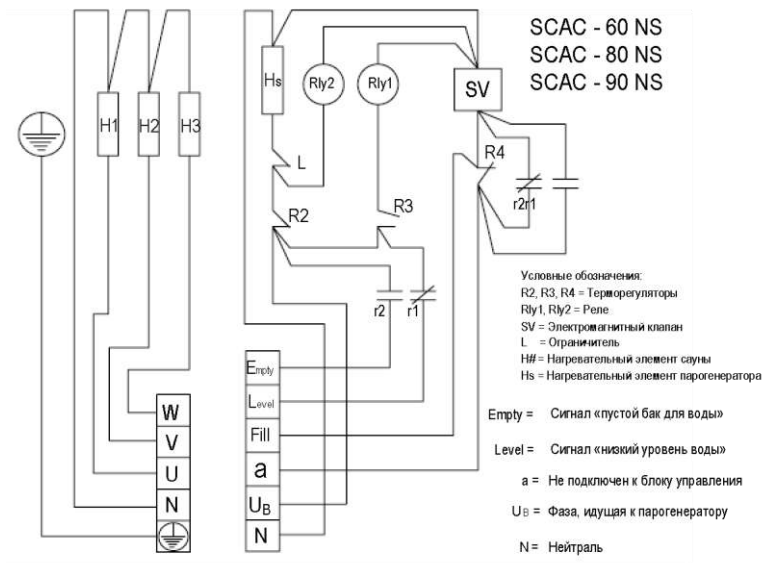 SCAC - 60 NS
SCAC - 80 NS
SCAC - 90 NS
H1
H2
H3
Hs
Rly2
Rly1
SV
L
R4
r2r1
R2
R3
r2
r1
W
V
U
N
Empty
Level
Fill
a
UB
N
Условные обозначения:
R2, R3, R4 = Терморегуляторы
Rly1, Rly2 = Реле
SV = Электромагнитный клапан
L = Ограничитель
H# = Нагревательный элемент сауны
Hs = Нагревательный элемент парогенератора
Empty = Сигнал «пустой бак для воды»
Level = Сигнал «низкий уровень воды»
a = Не подключен к блоку управления
UB = Фаза, идущая к парогенератору
N = Нейтраль